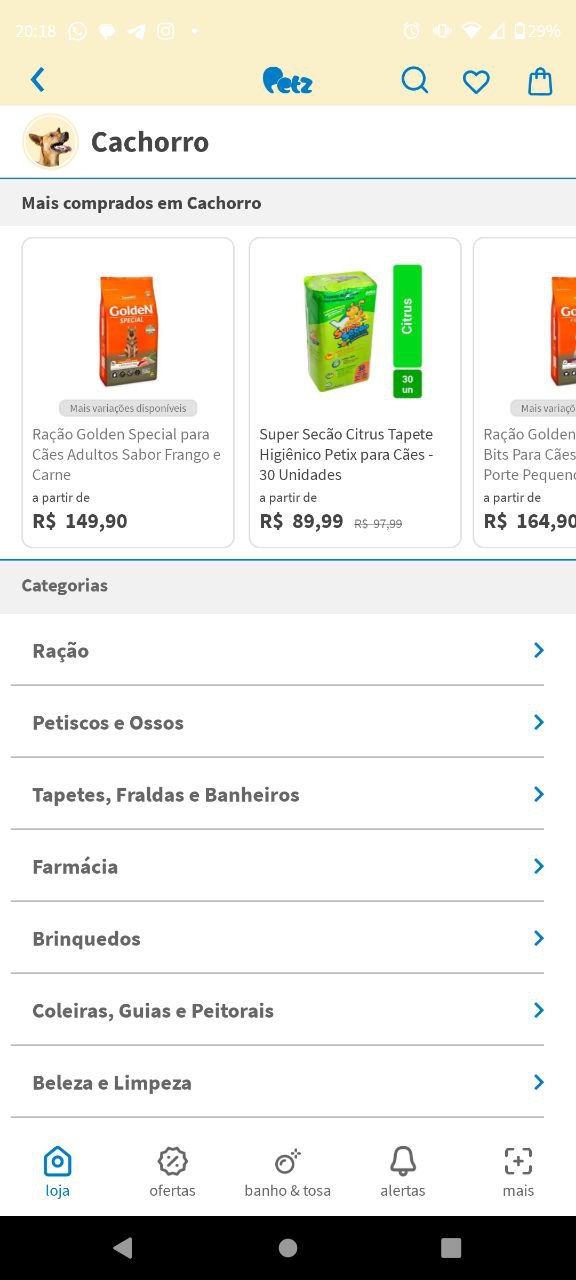 20:18
29%
Petz
Cachorro
Mais comprados em Cachorro
GoldeN
SPECIAL
Mais variações disponíveis
Ração Golden Special para
Cães Adultos Sabor Frango e
Carne
a partir de
R$ 149,90
Citrus
30
un
Super Secão Citrus Tapete
Higiênico Petix para Cães -
30 Unidades
a partir de
R$ 89,99 R$ 97,99
Mais variaçõ
Ração Golden
Bits Para Cães
Porte Pequeno
a partir de
R$ 164,90
Categorias
Ração
Petiscos e Ossos
Tapetes, Fraldas e Banheiros
Farmácia
Brinquedos
Coleiras, Guias e Peitorais
Beleza e Limpeza
loja
ofertas
banho & tosa
alertas
mais